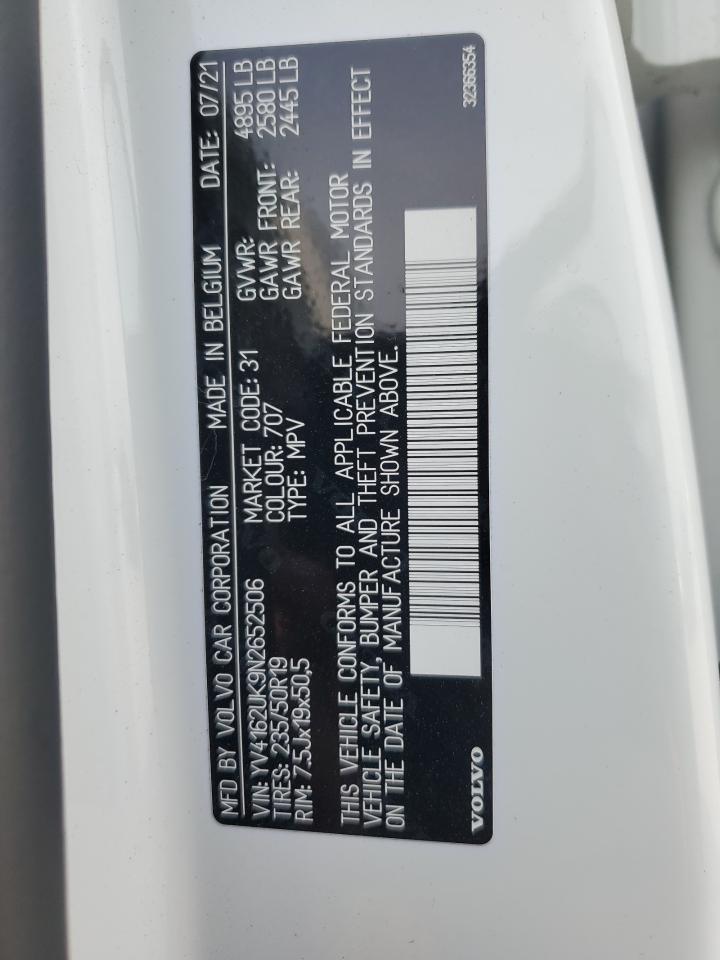 MFD BY VOLVO CAR CORPORATION MADE IN BELGIUM DATE: 07/21
VIN: YV4162UK9N2652506 MARKET CODE: 31 GVWR: 4895 LB
TIRES: 235/50R19 COLOUR: 707 GAWR FRONT: 2580 LB
RIM: 7.5Jx19x50,5 TYPE: MPV GAWR REAR: 2445 LB
THIS VEHICLE CONFORMS TO ALL APPLICABLE FEDERAL MOTOR
VEHICLE SAFETY, BUMPER AND THEFT PREVENTION STANDARDS IN EFFECT
ON THE DATE OF MANUFACTURE SHOWN ABOVE.
VOLVO 32366354